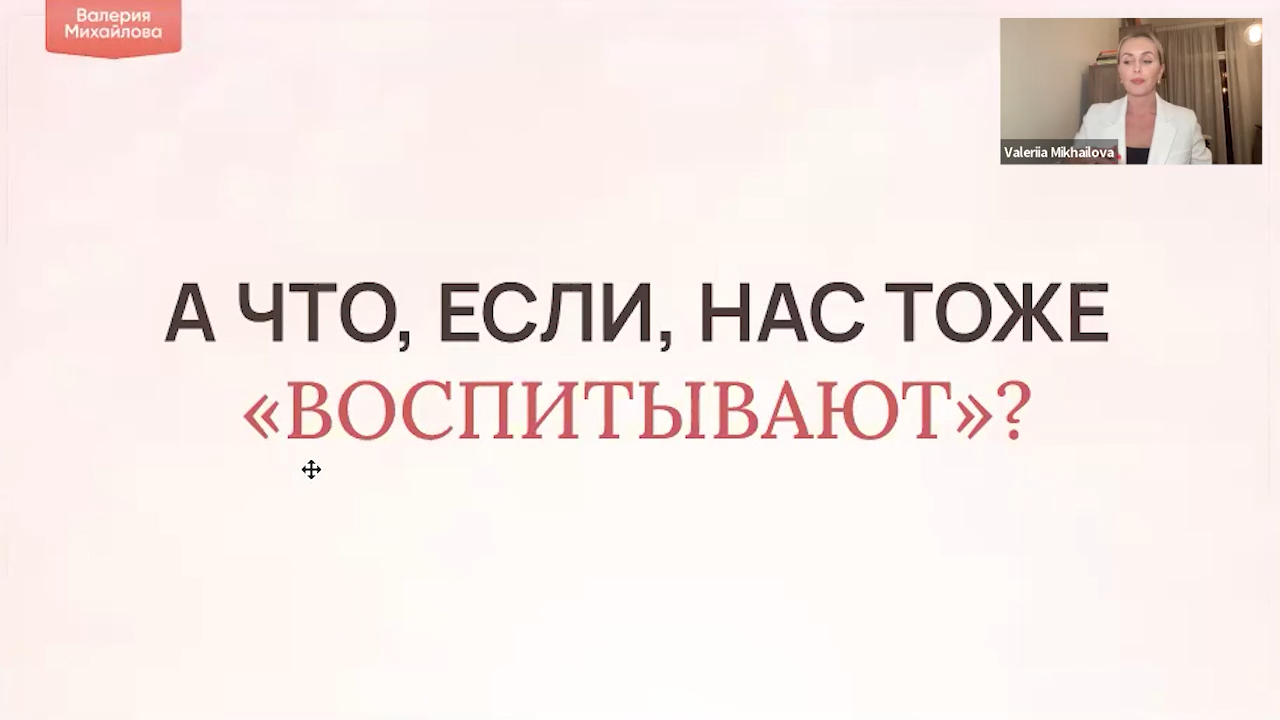 Валерия
Михайлова
Valeriia Mikhailova
А ЧТО, ЕСЛИ, НАС ТОЖЕ
«ВОСПИТЫВАЮТ»?